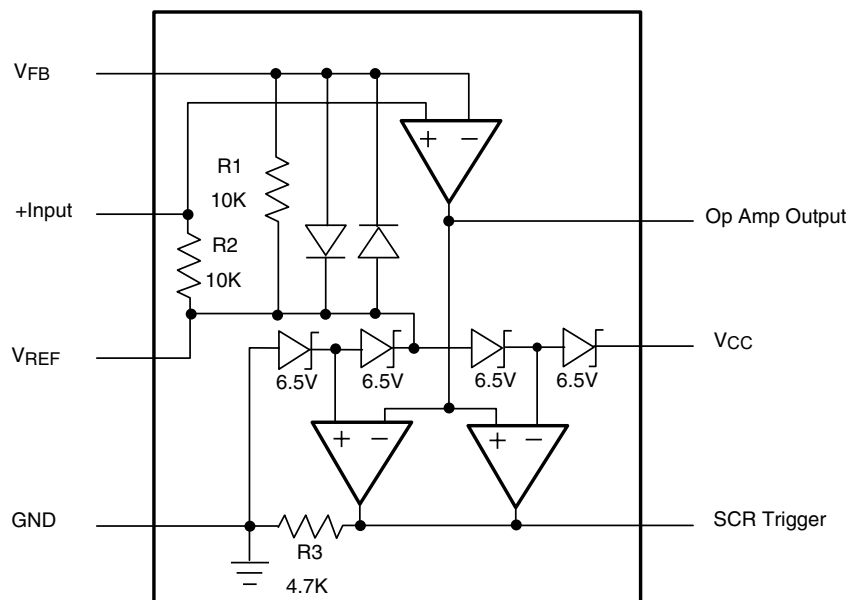 VFB
+ −
R1
10K
+Input
Op Amp Output
R2
10K
VREF
VCC
6.5V 6.5V 6.5V 6.5V
+ − + −
GND
SCR Trigger
R3
4.7K